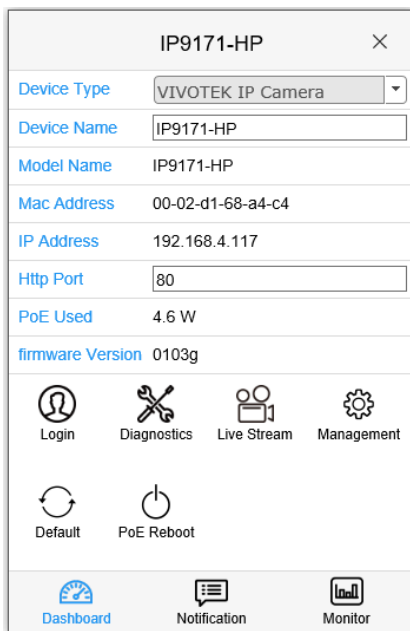 IP9171-HP
Device Type VIVOTEK IP Camera
Device Name IP9171-HP
Model Name IP9171-HP
Mac Address 00-02-d1-68-a4-c4
IP Address 192.168.4.117
Http Port 80
PoE Used 4.6 W
firmware Version 0103g
Login Diagnostics Live Stream Management
Default PoE Reboot
Dashboard Notification Monitor